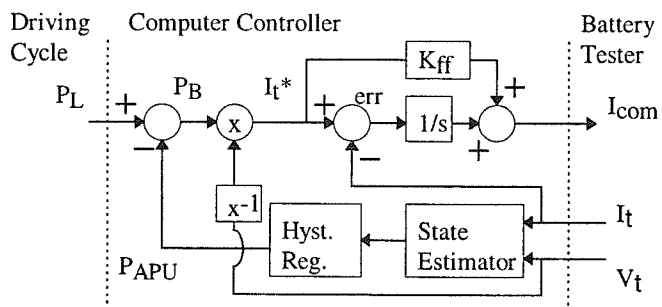 Driving Cycle
Computer Controller
Battery Tester
K_ff
P_L
+
−
P_B
x
I_t*
+
−
err
1/s
+
+
I_com
x^-1
Hyst. Reg.
State Estimator
I_t
V_t
P_APU